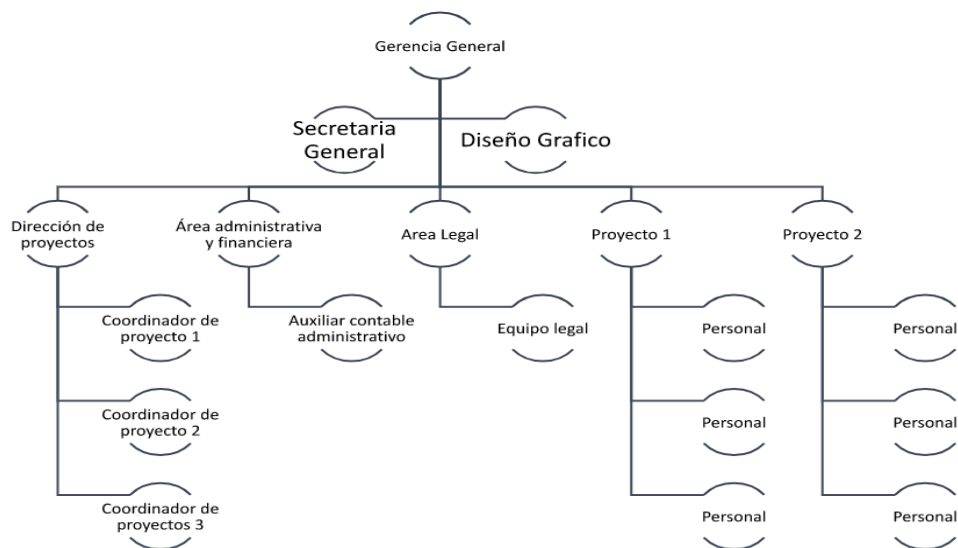 Gerencia General
Secretaria
General
Diseño Grafico
Dirección de
proyectos
Área administrativa
y financiera
Area Legal
Proyecto 1
Proyecto 2
Coordinador de
proyecto 1
Auxiliar contable
administrativo
Equipo legal
Personal
Personal
Coordinador de
proyecto 2
Personal
Personal
Coordinador de
proyectos 3
Personal
Personal